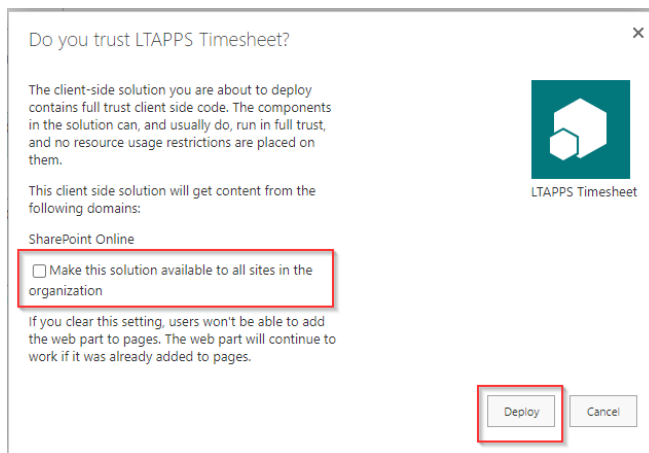 Do you trust LTAPPS Timesheet?
The client-side solution you are about to deploy
contains full trust client side code. The components
in the solution can, and usually do, run in full trust,
and no resource usage restrictions are placed on
them.
This client side solution will get content from the
following domains:
SharePoint Online
Make this solution available to all sites in the
organization
If you clear this setting, users won't be able to add
the web part to pages. The web part will continue to
work if it was already added to pages.
LTAPPS Timesheet
Deploy
Cancel